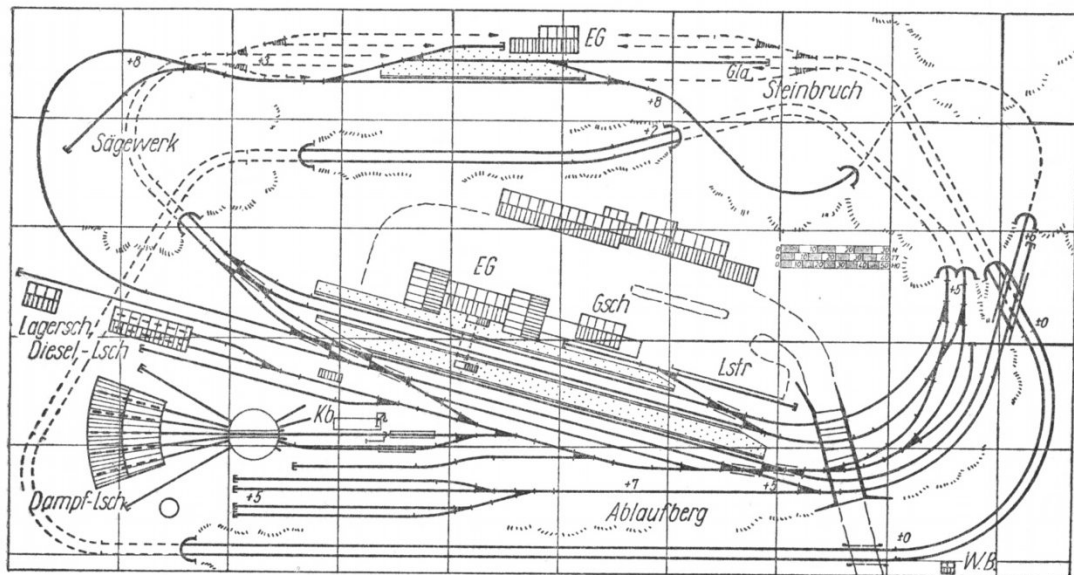 EG
+8
+3
Gla
Steinbruch
+8
+2
Sägewerk
+6
EG
Gsch
+5
±0
Lagersch.
Diesel-Lsch
Lstr
Kb
Dampf-Lsch
+5
+7
+5
Ablaufberg
±0
W.B.